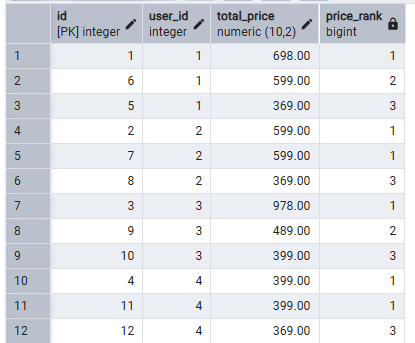 id user_id total_price price_rank
[PK] integer integer numeric (10,2) bigint
1 1 1 698.00 1
2 6 1 599.00 2
3 5 1 369.00 3
4 2 2 599.00 1
5 7 2 599.00 1
6 8 2 369.00 3
7 3 3 978.00 1
8 9 3 489.00 2
9 10 3 399.00 3
10 4 4 399.00 1
11 11 4 399.00 1
12 12 4 369.00 3